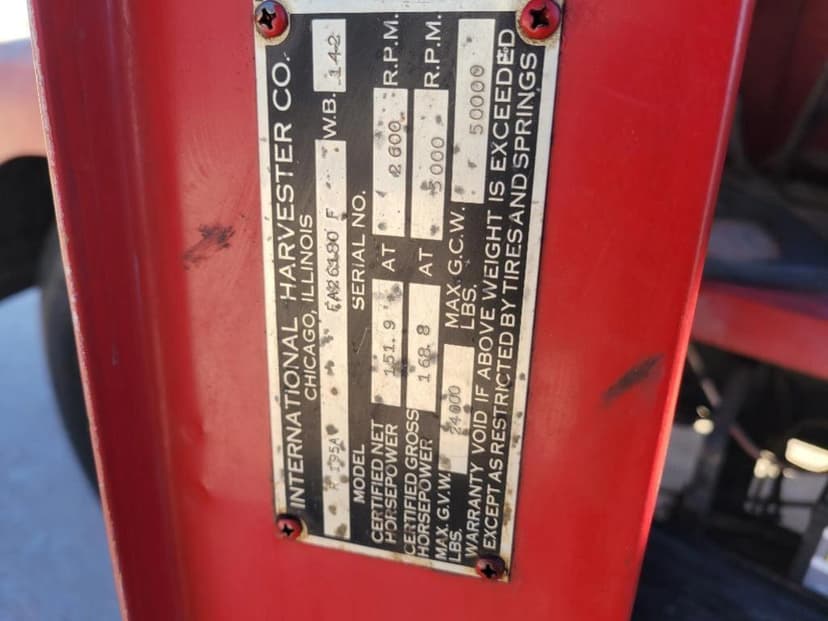 INTERNATIONAL HARVESTER CO.
CHICAGO, ILLINOIS W.B. 142
195A F
MODEL SERIAL NO.
CERTIFIED NET
HORSEPOWER 151.9 AT 2600 R.P.M.
CERTIFIED GROSS
HORSEPOWER 168.8 AT 3000 R.P.M.
MAX. G.V.W.
LBS. 24000 MAX. G.C.W.
LBS. 50000
WARRANTY VOID IF ABOVE WEIGHT IS EXCEEDED
EXCEPT AS RESTRICTED BY TIRES AND SPRINGS